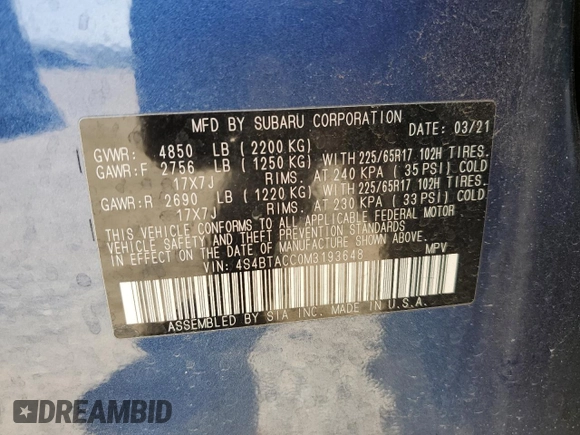 MFD BY SUBARU CORPORATION
DATE: 03/21
GVWR: 4850 LB (2200 KG)
GAWR:F 2756 LB (1250 KG) WITH 225/65R17 102H TIRES.
17X7J RIMS. AT 240 KPA (35 PSI) COLD
GAWR:R 2690 LB (1220 KG) WITH 225/65R17 102H TIRES.
17X7J RIMS. AT 230 KPA (33 PSI) COLD
THIS VEHICLE CONFORMS TO ALL APPLICABLE FEDERAL MOTOR
VEHICLE SAFETY AND THEFT PREVENTION STANDARDS
IN EFFECT ON THE DATE OF MANUFACTURE SHOWN ABOVE.
VIN: 4S4BTACC0M3193648 MPV
ASSEMBLED BY SIA INC. MADE IN U.S.A.
DREAMBID